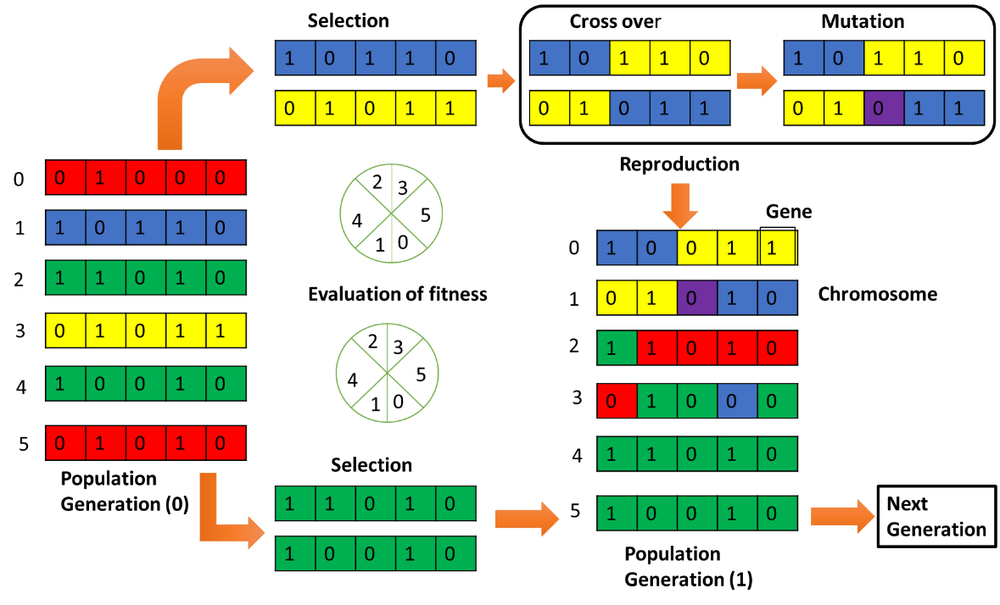 Selection
1 0 1 1 0
0 1 0 1 1
Cross over
1 0 1 1 0
0 1 0 1 1
Mutation
1 0 1 1 0
0 1 0 1 1
0 0 1 0 0 0
1 1 0 1 1 0
2 1 1 0 1 0
3 0 1 0 1 1
4 1 0 0 1 0
5 0 1 0 1 0
Population
Generation (0)
2 3
4 5
1 0
Evaluation of fitness
2 3
4 5
1 0
Selection
1 1 0 1 0
1 0 0 1 0
Reproduction
Gene
0 1 0 0 1 1
1 0 1 0 1 0
Chromosome
2 1 1 0 1 0
3 0 1 0 0 0
4 1 1 0 1 0
5 1 0 0 1 0
Population
Generation (1)
Next
Generation